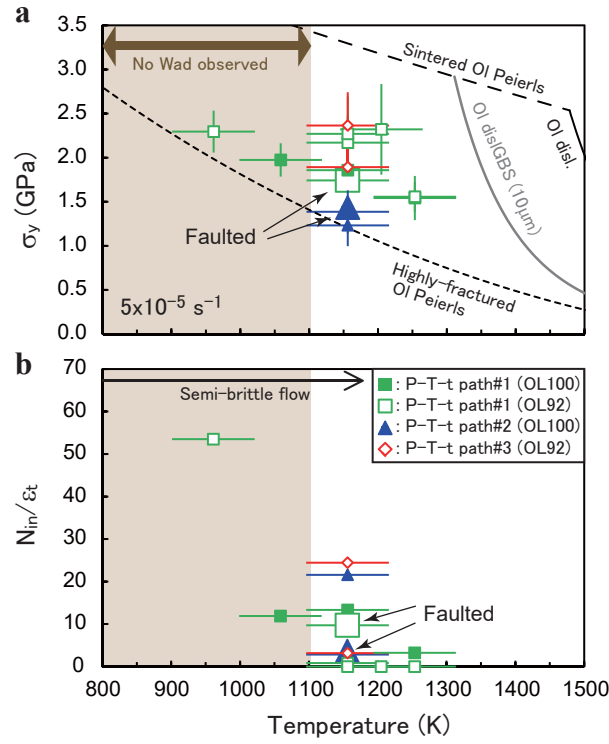 a
3.5
3.0
2.5
2.0
1.5
1.0
0.5
0.0
σy (GPa)
No Wad observed
Sintered Ol Peierls
Ol disl.
Ol dislGBS (10μm)
Faulted
Highly-fractured
Ol Peierls
5x10⁻⁵ s⁻¹
b
70
60
50
40
30
20
10
0
Nin/εt
Semi-brittle flow
: P-T-t path#1 (OL100)
: P-T-t path#1 (OL92)
: P-T-t path#2 (OL100)
: P-T-t path#3 (OL92)
Faulted
800 900 1000 1100 1200 1300 1400 1500
Temperature (K)